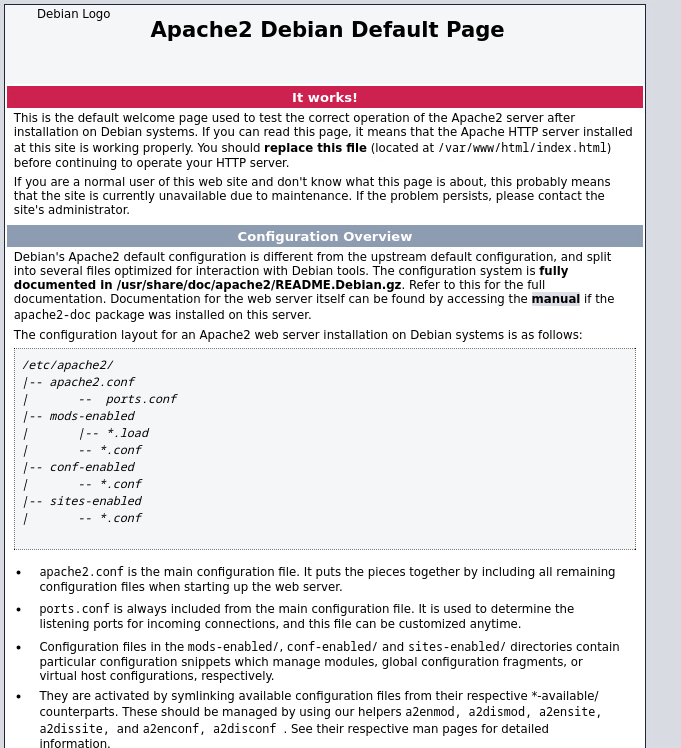 Debian Logo
Apache2 Debian Default Page
It works!
This is the default welcome page used to test the correct operation of the Apache2 server after
installation on Debian systems. If you can read this page, it means that the Apache HTTP server installed
at this site is working properly. You should replace this file (located at /var/www/html/index.html)
before continuing to operate your HTTP server.
If you are a normal user of this web site and don't know what this page is about, this probably means
that the site is currently unavailable due to maintenance. If the problem persists, please contact the
site's administrator.
Configuration Overview
Debian's Apache2 default configuration is different from the upstream default configuration, and split
into several files optimized for interaction with Debian tools. The configuration system is fully
documented in /usr/share/doc/apache2/README.Debian.gz. Refer to this for the full
documentation. Documentation for the web server itself can be found by accessing the manual if the
apache2-doc package was installed on this server.
The configuration layout for an Apache2 web server installation on Debian systems is as follows:
/etc/apache2/
|-- apache2.conf
|       --  ports.conf
|-- mods-enabled
|       |-- *.load
|       -- *.conf
|-- conf-enabled
|       -- *.conf
|-- sites-enabled
|       -- *.conf
• apache2.conf is the main configuration file. It puts the pieces together by including all remaining
configuration files when starting up the web server.
• ports.conf is always included from the main configuration file. It is used to determine the
listening ports for incoming connections, and this file can be customized anytime.
• Configuration files in the mods-enabled/, conf-enabled/ and sites-enabled/ directories contain
particular configuration snippets which manage modules, global configuration fragments, or
virtual host configurations, respectively.
• They are activated by symlinking available configuration files from their respective *-available/
counterparts. These should be managed by using our helpers a2enmod, a2dismod, a2ensite,
a2dissite, and a2enconf, a2disconf . See their respective man pages for detailed
information.